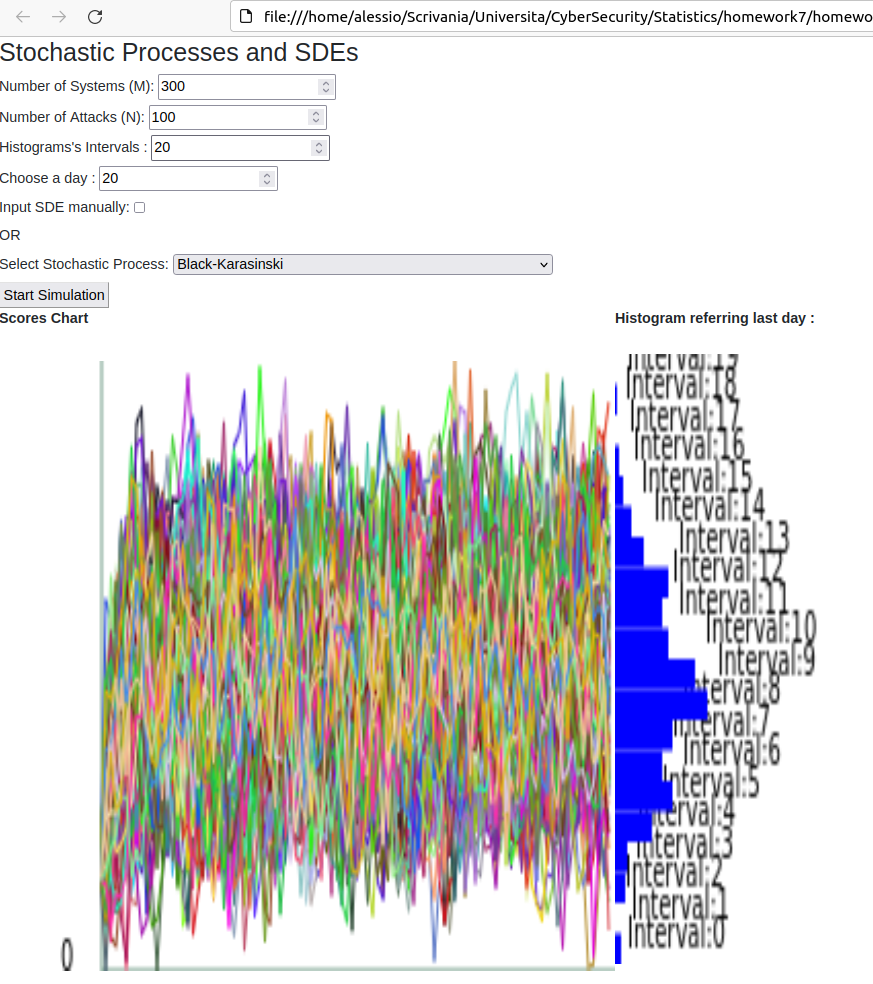 file:///home/alessio/Scrivania/Universita/CyberSecurity/Statistics/homework7/homewo
Stochastic Processes and SDEs
Number of Systems (M): 300
Number of Attacks (N): 100
Histograms's Intervals : 20
Choose a day : 20
Input SDE manually:
OR
Select Stochastic Process: Black-Karasinski
Start Simulation
Scores Chart
Histogram referring last day :
Interval:19
Interval:18
Interval:17
Interval:16
Interval:15
Interval:14
Interval:13
Interval:12
Interval:11
Interval:10
Interval:9
Interval:8
Interval:7
Interval:6
Interval:5
Interval:4
Interval:3
Interval:2
Interval:1
Interval:0
0